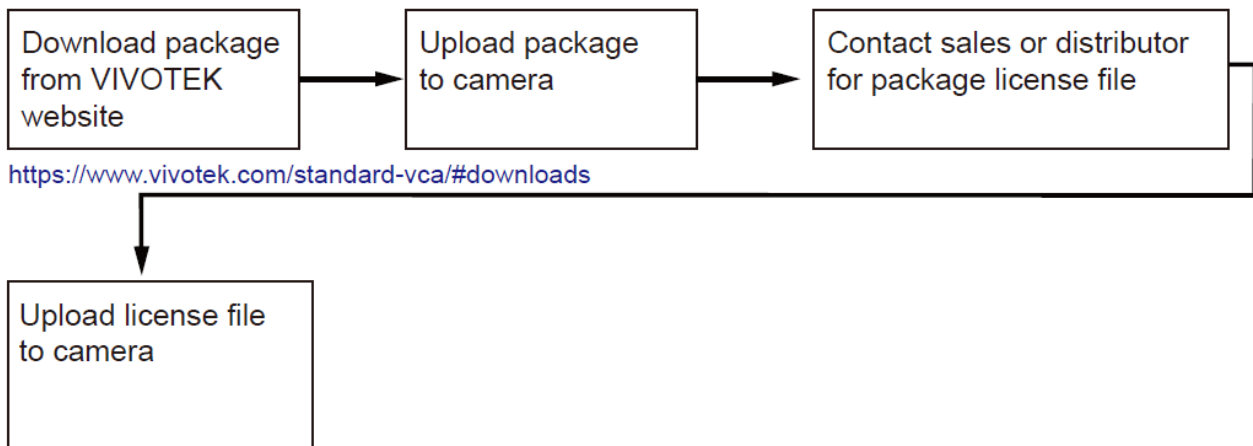 Download package
from VIVOTEK
website
Upload package
to camera
Contact sales or distributor
for package license file
https://www.vivotek.com/standard-vca/#downloads
Upload license file
to camera